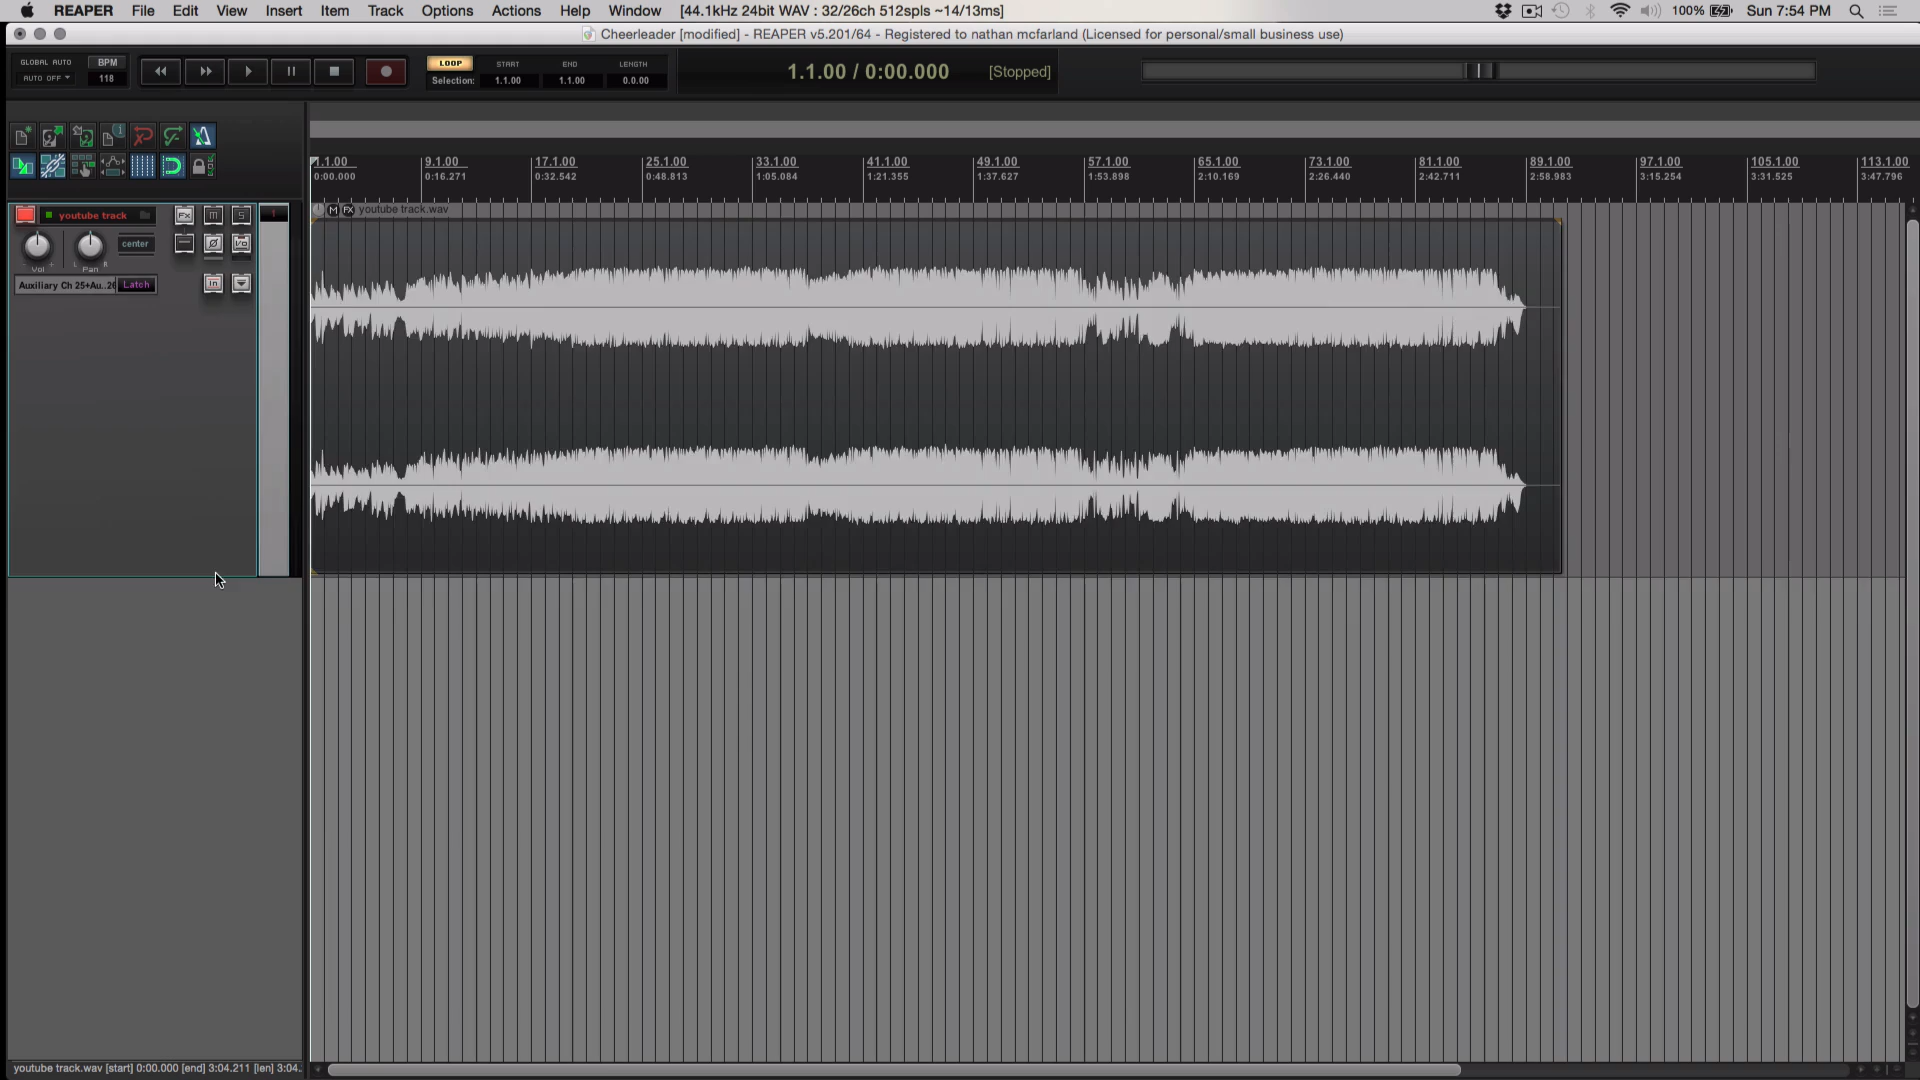 REAPER File Edit View Insert Item Track Options Actions Help Window [44.1kHz 24bit WAV : 32/26ch 512spls ~14/13ms] 100% Sun 7:54 PM
Cheerleader [modified] - REAPER v5.201/64 - Registered to nathan mcfarland (Licensed for personal/small business use)
GLOBAL AUTO BPM LOOP START END LENGTH
AUTO OFF 118 Selection: 1.1.00 1.1.00 0.0.00
1.1.00 / 0:00.000 [Stopped]
1.1.00 9.1.00 17.1.00 25.1.00 33.1.00 41.1.00 49.1.00 57.1.00 65.1.00 73.1.00 81.1.00 89.1.00 97.1.00 105.1.00 113.1.00
0:00.000 0:16.271 0:32.542 0:48.813 1:05.084 1:21.355 1:37.627 1:53.898 2:10.169 2:26.440 2:42.711 2:58.983 3:15.254 3:31.525 3:47.796
M FX youtube track.wav
youtube track FX m S 1
center Ø I/O
Vol L Pan R
Auxiliary Ch 25+Au..26 Latch In
youtube track.wav [start] 0:00.000 [end] 3:04.211 [len] 3:04.